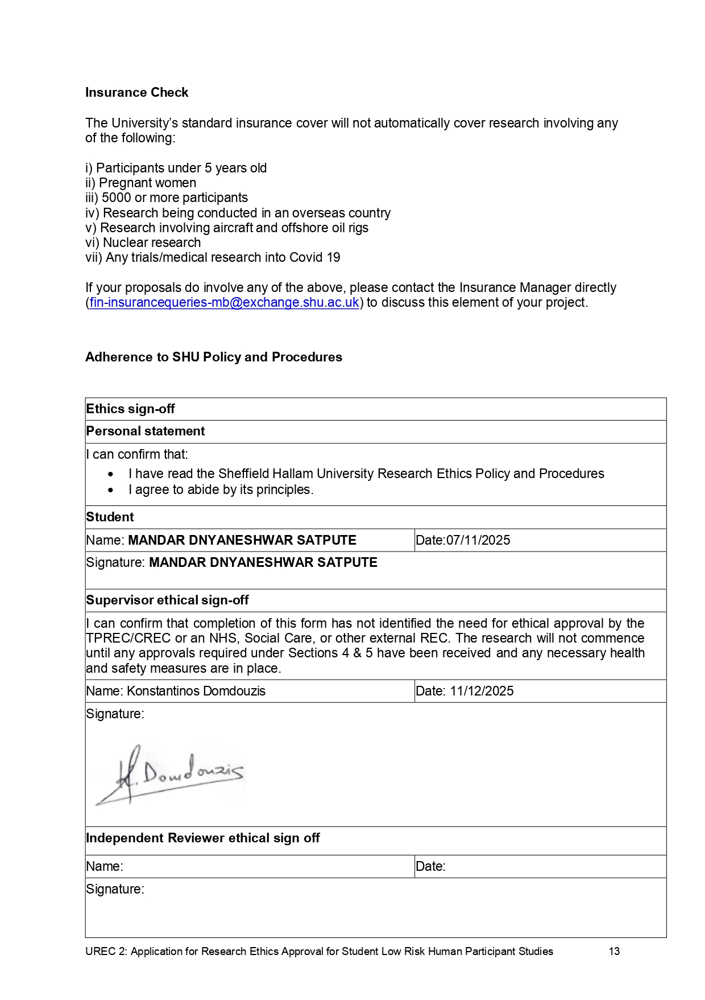 Insurance Check
The University’s standard insurance cover will not automatically cover research involving any
of the following:
i) Participants under 5 years old
ii) Pregnant women
iii) 5000 or more participants
iv) Research being conducted in an overseas country
v) Research involving aircraft and offshore oil rigs
vi) Nuclear research
vii) Any trials/medical research into Covid 19
If your proposals do involve any of the above, please contact the Insurance Manager directly
(fin-insurancequeries-mb@exchange.shu.ac.uk) to discuss this element of your project.
Adherence to SHU Policy and Procedures
Ethics sign-off
Personal statement
I can confirm that:
• I have read the Sheffield Hallam University Research Ethics Policy and Procedures
• I agree to abide by its principles.
Student
Name: MANDAR DNYANESHWAR SATPUTE Date:07/11/2025
Signature: MANDAR DNYANESHWAR SATPUTE
Supervisor ethical sign-off
I can confirm that completion of this form has not identified the need for ethical approval by the
TPREC/CREC or an NHS, Social Care, or other external REC. The research will not commence
until any approvals required under Sections 4 & 5 have been received and any necessary health
and safety measures are in place.
Name: Konstantinos Domdouzis Date: 11/12/2025
Signature:
K. Domdouzis
Independent Reviewer ethical sign off
Name: Date:
Signature:
UREC 2: Application for Research Ethics Approval for Student Low Risk Human Participant Studies 13